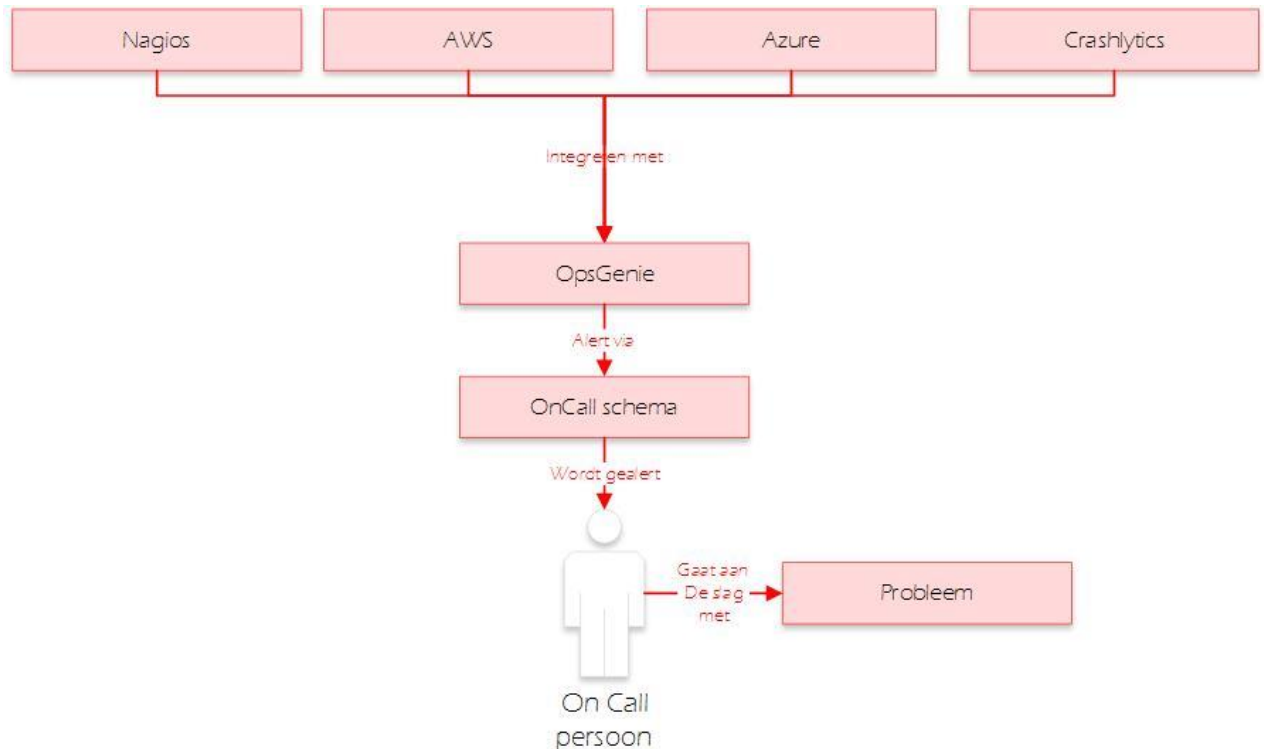 Nagios
AWS
Azure
Crashlytics
Integreren met
OpsGenie
Alert via
OnCall schema
Wordt gealert
Gaat aan
De slag
met
Probleem
On Call
persoon